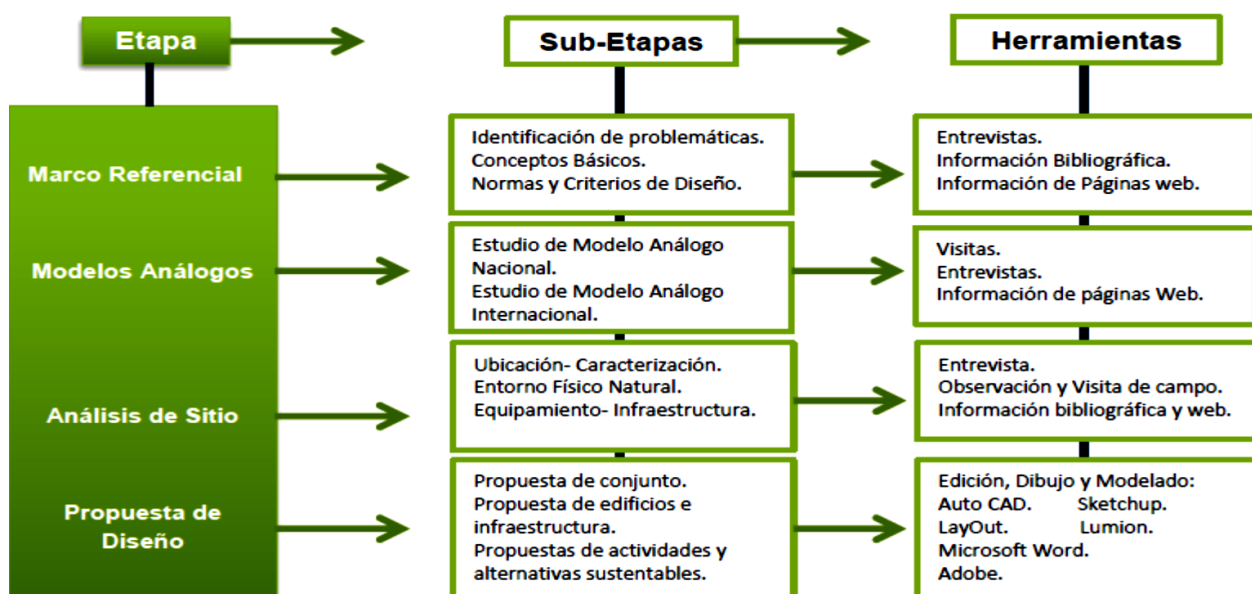 Etapa
Sub-Etapas
Herramientas
Marco Referencial
Identificación de problemáticas.
Conceptos Básicos.
Normas y Criterios de Diseño.
Entrevistas.
Información Bibliográfica.
Información de Páginas web.
Modelos Análogos
Estudio de Modelo Análogo
Nacional.
Estudio de Modelo Análogo
Internacional.
Visitas.
Entrevistas.
Información de páginas Web.
Análisis de Sitio
Ubicación- Caracterización.
Entorno Físico Natural.
Equipamiento- Infraestructura.
Entrevista.
Observación y Visita de campo.
Información bibliográfica y web.
Propuesta de
Diseño
Propuesta de conjunto.
Propuesta de edificios e
infraestructura.
Propuestas de actividades y
alternativas sustentables.
Edición, Dibujo y Modelado:
Auto CAD. Sketchup.
LayOut. Lumion.
Microsoft Word.
Adobe.